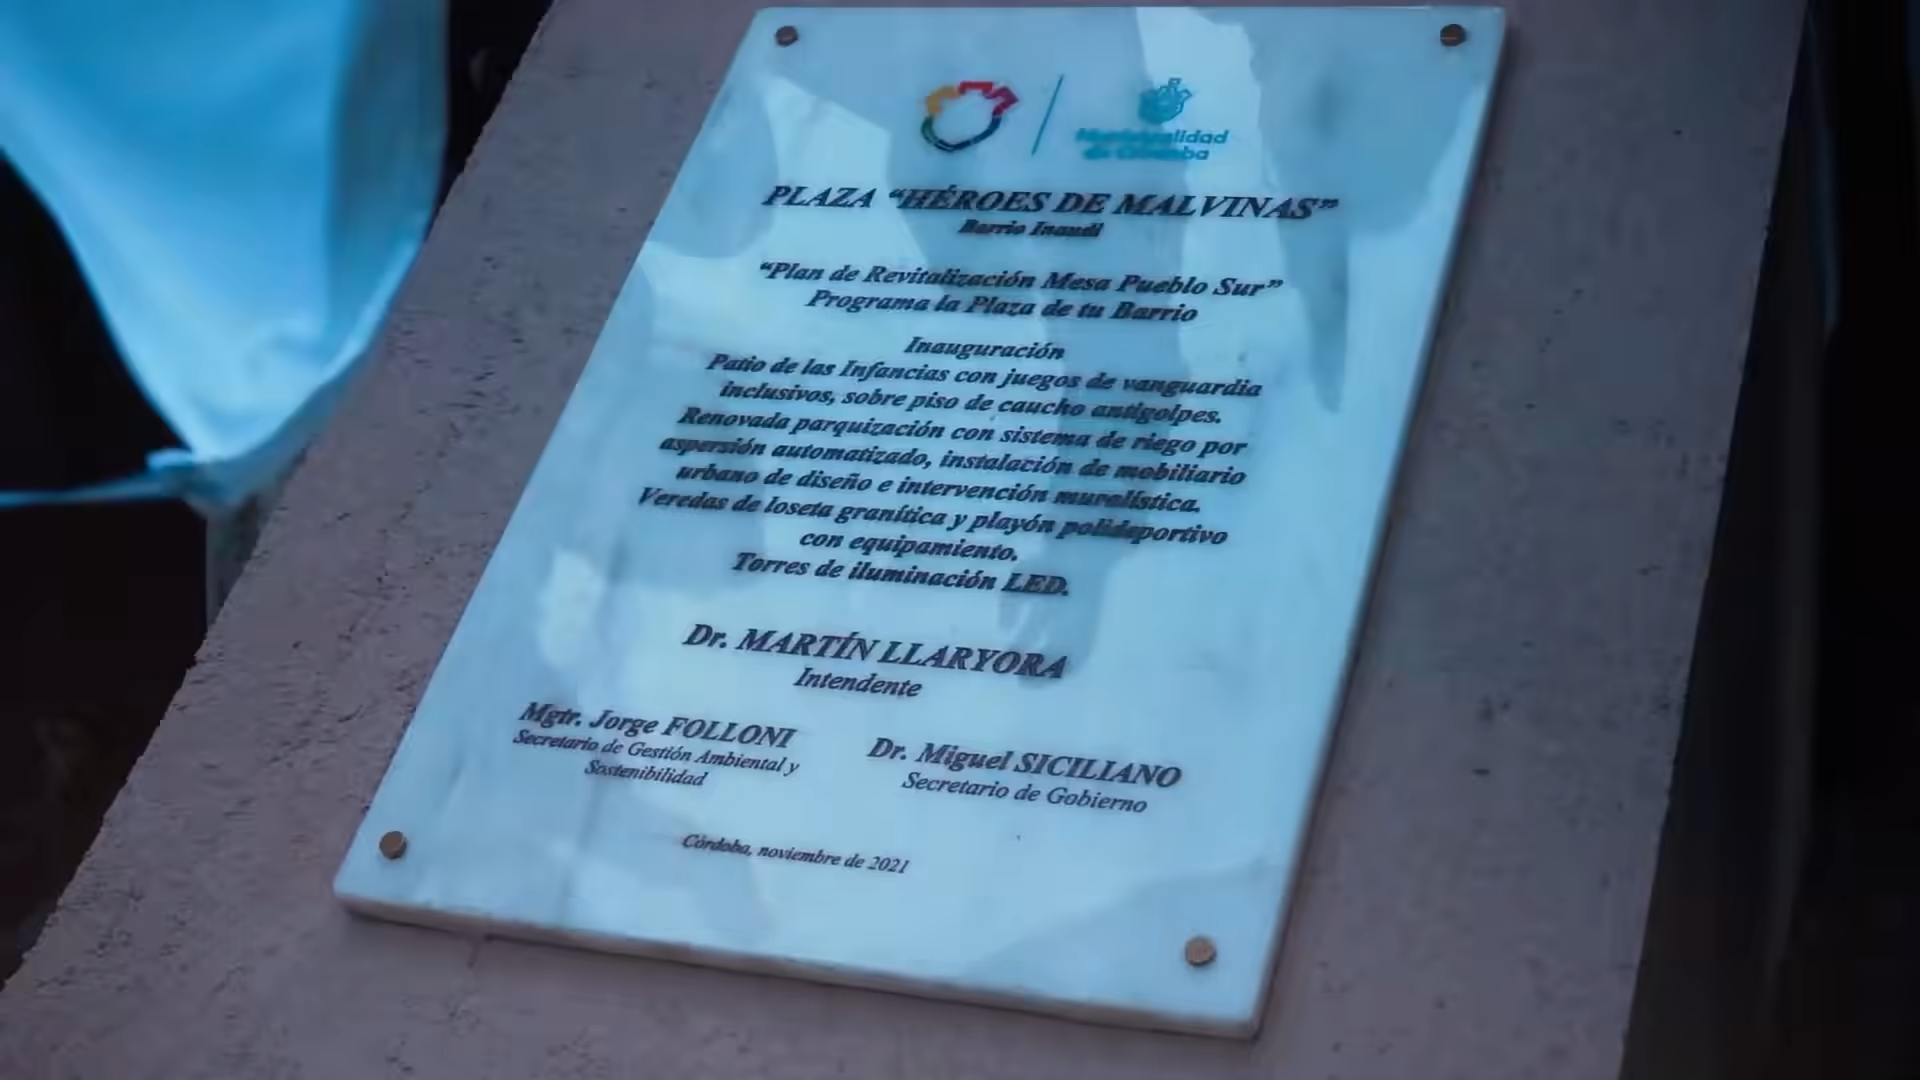 Municipalidad
de Córdoba
PLAZA “HÉROES DE MALVINAS”
Barrio Inaudi
“Plan de Revitalización Mesa Pueblo Sur”
Programa la Plaza de tu Barrio
Inauguración
Patio de las Infancias con juegos de vanguardia
inclusivos, sobre piso de caucho antigolpes.
Renovada parquización con sistema de riego por
aspersión automatizado, instalación de mobiliario
urbano de diseño e intervención muralística.
Veredas de loseta granítica y playón polideportivo
con equipamiento.
Torres de iluminación LED.
Dr. MARTÍN LLARYORA
Intendente
Mgtr. Jorge FOLLONI
Secretario de Gestión Ambiental y
Sostenibilidad
Dr. Miguel SICILIANO
Secretario de Gobierno
Córdoba, noviembre de 2021